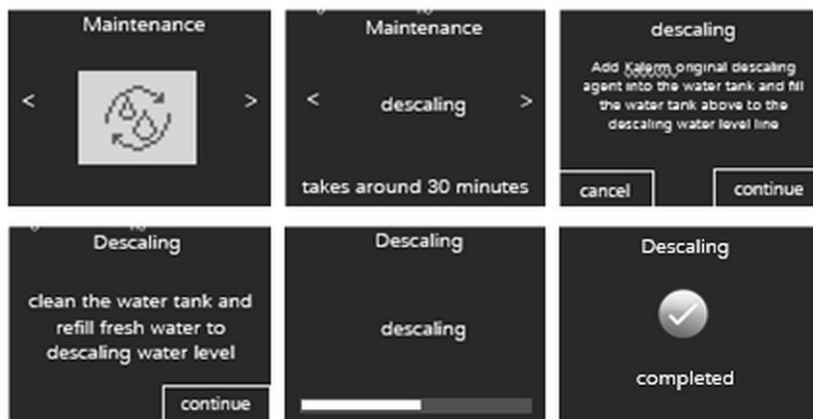 Maintenance
<
>
Maintenance
<
descaling
>
takes around 30 minutes
descaling
Add Kalerm original descaling
agent into the water tank and fill
the water tank above to the
descaling water level line
cancel
continue
Descaling
clean the water tank and
refill fresh water to
descaling water level
continue
Descaling
descaling
Descaling
completed